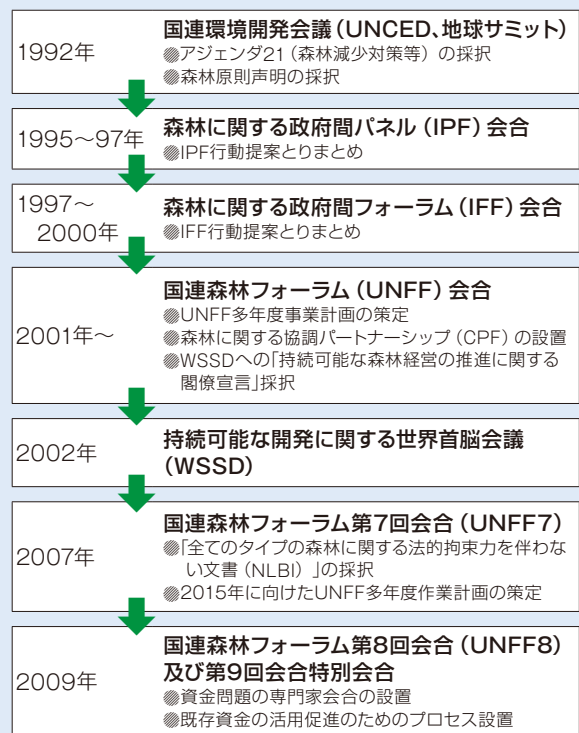 1992年
国連環境開発会議（UNCED、地球サミット）
◎アジェンダ21（森林減少対策等）の採択
◎森林原則声明の採択
1995～97年
森林に関する政府間パネル（IPF）会合
◎IPF行動提案とりまとめ
1997～
2000年
森林に関する政府間フォーラム（IFF）会合
◎IFF行動提案とりまとめ
2001年～
国連森林フォーラム（UNFF）会合
◎UNFF多年度事業計画の策定
◎森林に関する協調パートナーシップ（CPF）の設置
◎WSSDへの「持続可能な森林経営の推進に関する
閣僚宣言」採択
2002年
持続可能な開発に関する世界首脳会議
（WSSD）
2007年
国連森林フォーラム第7回会合（UNFF7）
◎「全てのタイプの森林に関する法的拘束力を伴わな
い文書（NLBI）」の採択
◎2015年に向けたUNFF多年度作業計画の策定
2009年
国連森林フォーラム第8回会合（UNFF8）
及び第9回会合特別会合
◎資金問題の専門家会合の設置
◎既存資金の活用促進のためのプロセス設置